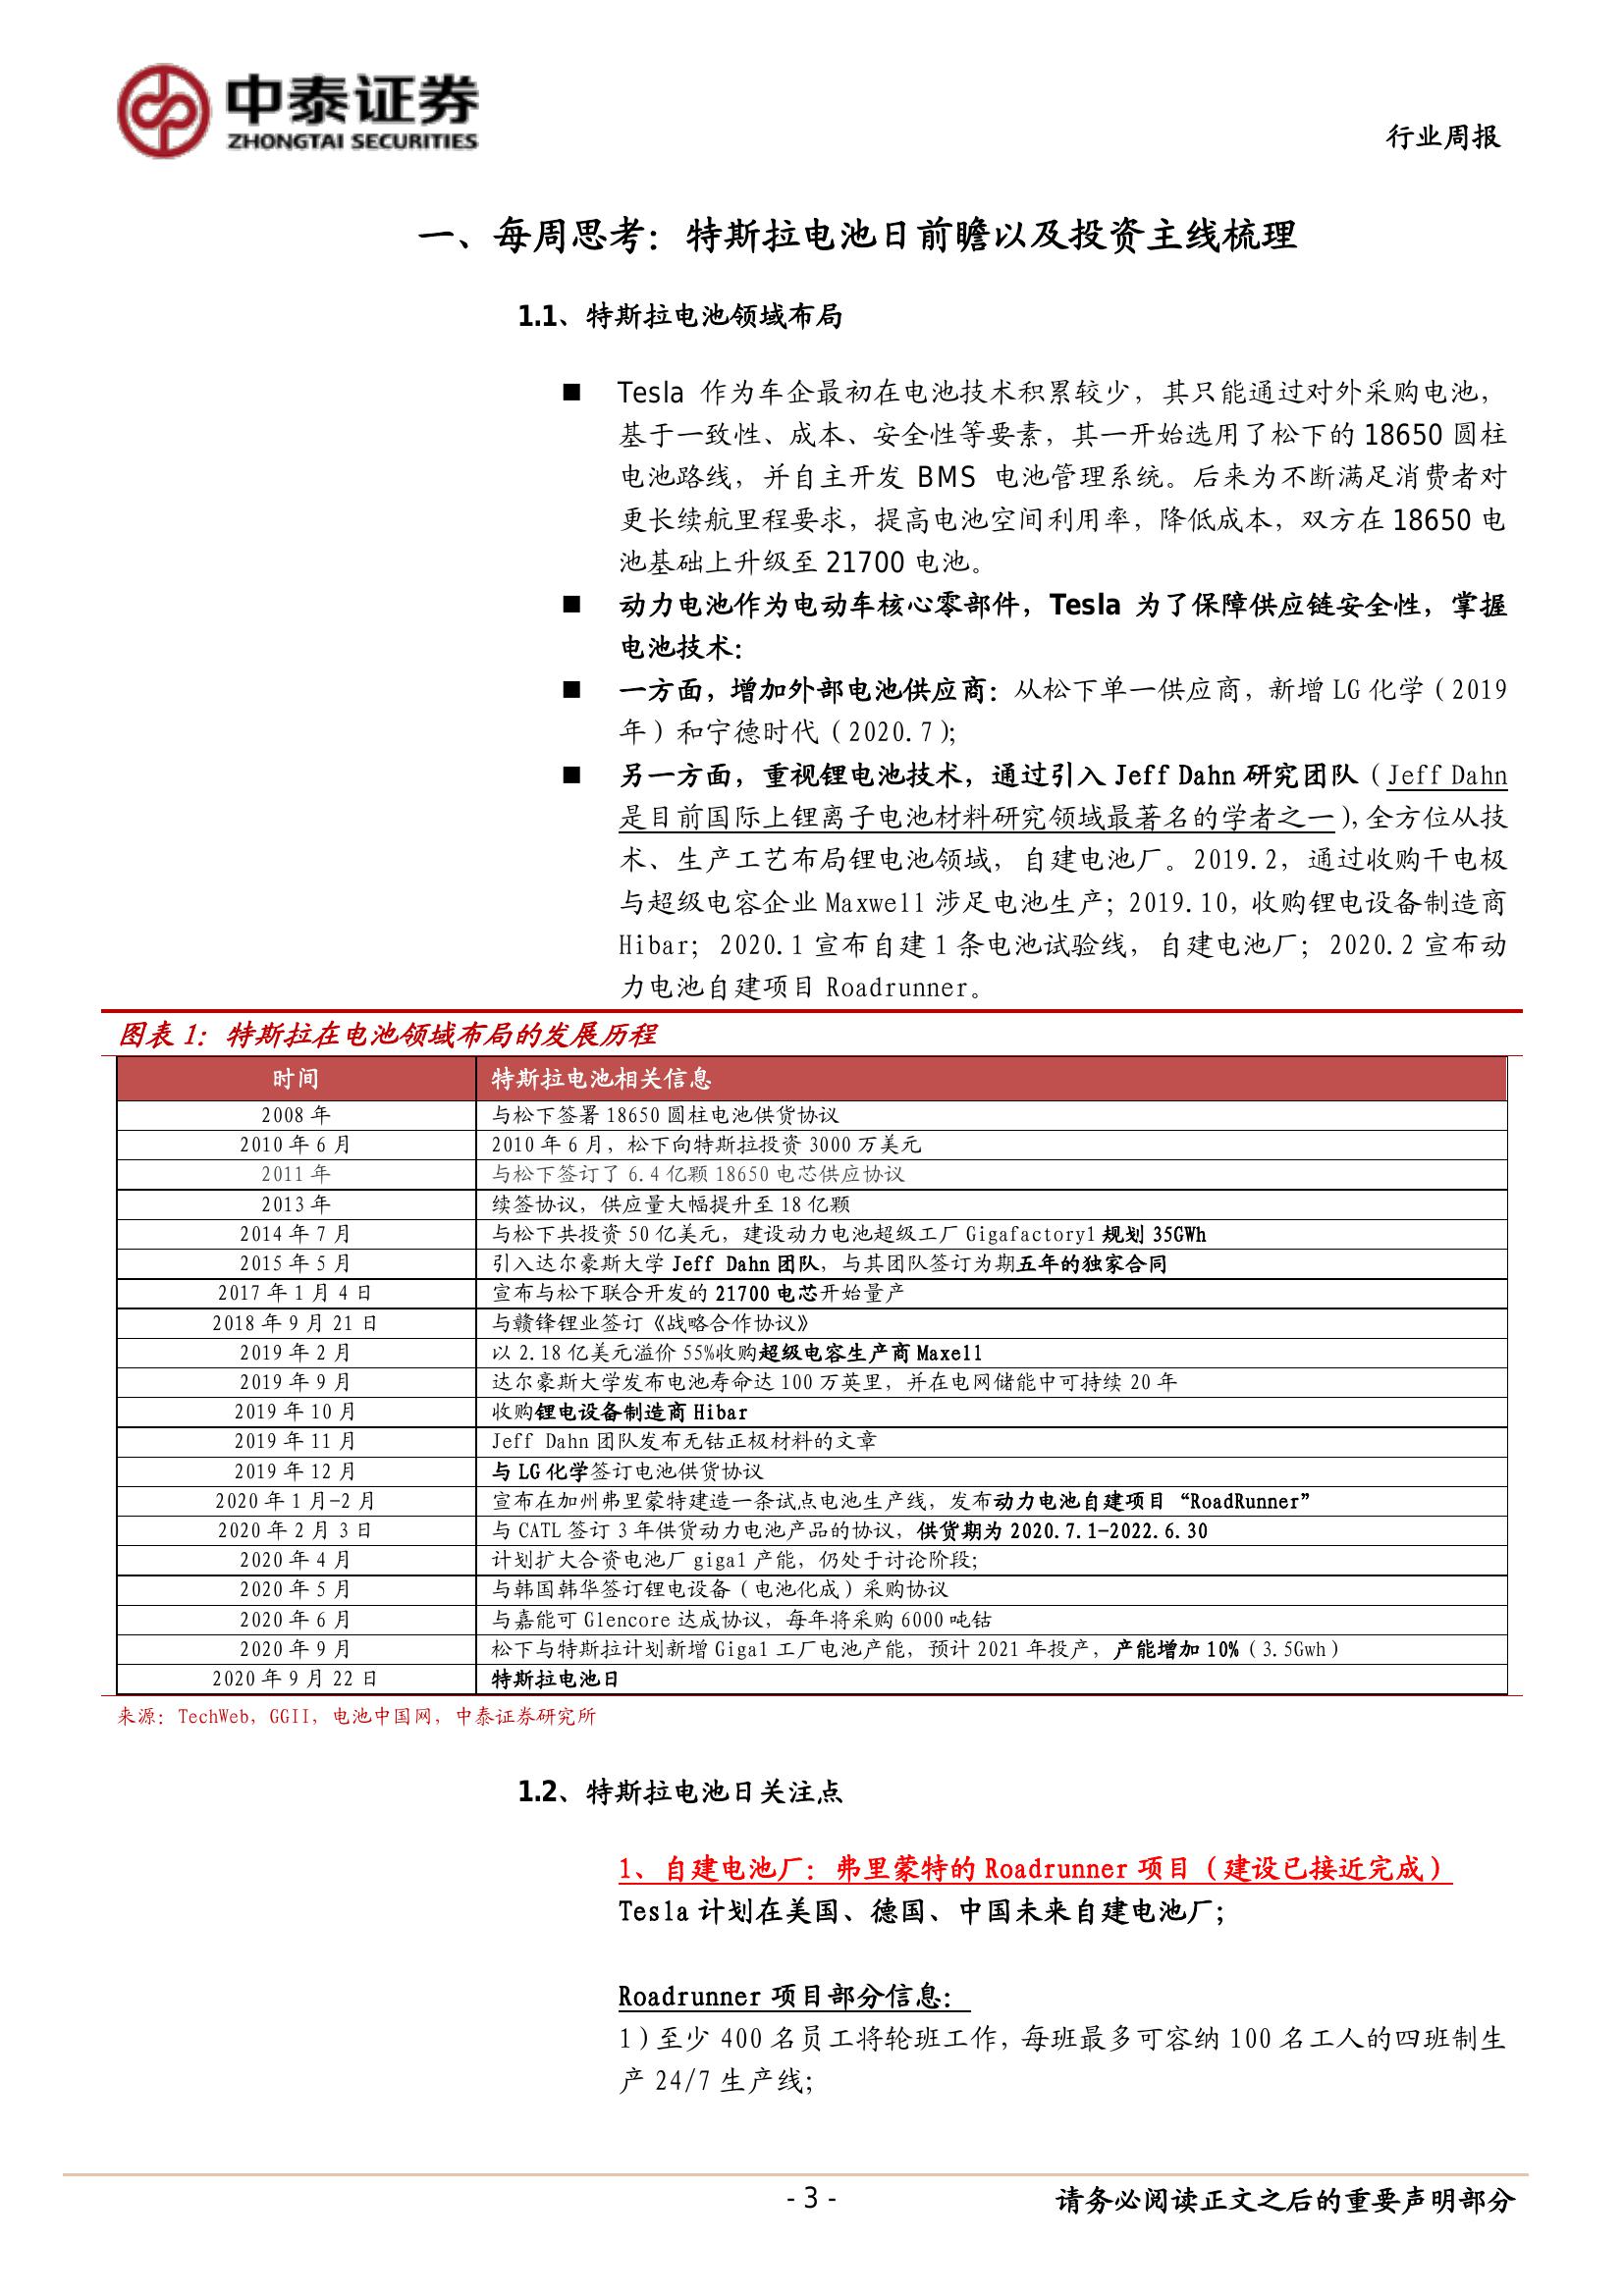 中泰证券
ZHONGTAI SECURITIES
行业周报
一、每周思考：特斯拉电池日前瞻以及投资主线梳理
1.1、特斯拉电池领域布局
■ Tesla 作为车企最初在电池技术积累较少，其只能通过对外采购电池，
基于一致性、成本、安全性等要素，其一开始选用了松下的 18650 圆柱
电池路线，并自主开发 BMS 电池管理系统。后来为不断满足消费者对
更长续航里程要求，提高电池空间利用率，降低成本，双方在 18650 电
池基础上升级至 21700 电池。
■ 动力电池作为电动车核心零部件，Tesla 为了保障供应链安全性，掌握
电池技术：
■ 一方面，增加外部电池供应商：从松下单一供应商，新增 LG 化学（2019
年）和宁德时代（2020.7）；
■ 另一方面，重视锂电池技术，通过引入 Jeff Dahn 研究团队（Jeff Dahn
是目前国际上锂离子电池材料研究领域最著名的学者之一），全方位从技
术、生产工艺布局锂电池领域，自建电池厂。2019.2，通过收购干电极
与超级电容企业 Maxwell 涉足电池生产；2019.10，收购锂电设备制造商
Hibar；2020.1 宣布自建 1 条电池试验线，自建电池厂；2020.2 宣布动
力电池自建项目 Roadrunner。
图表 1：特斯拉在电池领域布局的发展历程
时间 特斯拉电池相关信息
2008 年 与松下签署 18650 圆柱电池供货协议
2010 年 6 月 2010 年 6 月，松下向特斯拉投资 3000 万美元
2011 年 与松下签订了 6.4 亿颗 18650 电芯供应协议
2013 年 续签协议，供应量大幅提升至 18 亿颗
2014 年 7 月 与松下共投资 50 亿美元，建设动力电池超级工厂 Gigafactory1 规划 35GWh
2015 年 5 月 引入达尔豪斯大学 Jeff Dahn 团队，与其团队签订为期五年的独家合同
2017 年 1 月 4 日 宣布与松下联合开发的 21700 电芯开始量产
2018 年 9 月 21 日 与赣锋锂业签订《战略合作协议》
2019 年 2 月 以 2.18 亿美元溢价 55%收购超级电容生产商 Maxell
2019 年 9 月 达尔豪斯大学发布电池寿命达 100 万英里，并在电网储能中可持续 20 年
2019 年 10 月 收购锂电设备制造商 Hibar
2019 年 11 月 Jeff Dahn 团队发布无钴正极材料的文章
2019 年 12 月 与 LG 化学签订电池供货协议
2020 年 1 月-2 月 宣布在加州弗里蒙特建造一条试点电池生产线，发布动力电池自建项目“RoadRunner”
2020 年 2 月 3 日 与 CATL 签订 3 年供货动力电池产品的协议，供货期为 2020.7.1-2022.6.30
2020 年 4 月 计划扩大合资电池厂 giga1 产能，仍处于讨论阶段；
2020 年 5 月 与韩国韩华签订锂电设备（电池化成）采购协议
2020 年 6 月 与嘉能可 Glencore 达成协议，每年将采购 6000 吨钴
2020 年 9 月 松下与特斯拉计划新增 Giga1 工厂电池产能，预计 2021 年投产，产能增加 10%（3.5Gwh）
2020 年 9 月 22 日 特斯拉电池日
来源：TechWeb，GGII，电池中国网，中泰证券研究所
1.2、特斯拉电池日关注点
1、自建电池厂：弗里蒙特的 Roadrunner 项目（建设已接近完成）
Tesla 计划在美国、德国、中国未来自建电池厂；
Roadrunner 项目部分信息：
1）至少 400 名员工将轮班工作，每班最多可容纳 100 名工人的四班制生
产 24/7 生产线；
- 3 -
请务必阅读正文之后的重要声明部分